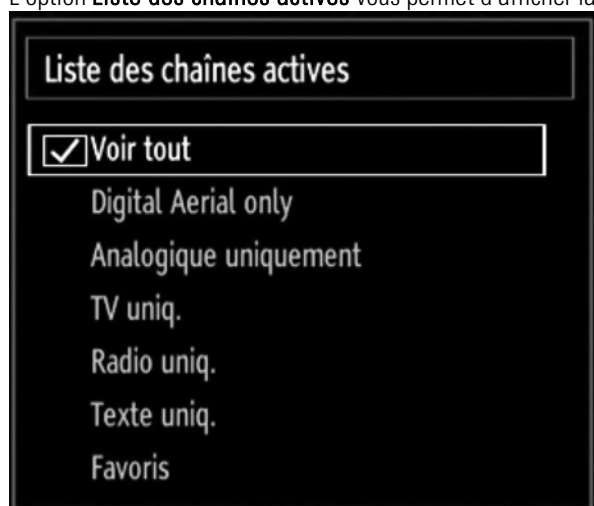 L'option Liste des chaînes actives vous permet d'afficher la
Liste des chaînes actives
Voir tout
Digital Aerial only
Analogique uniquement
TV uniq.
Radio uniq.
Texte uniq.
Favoris